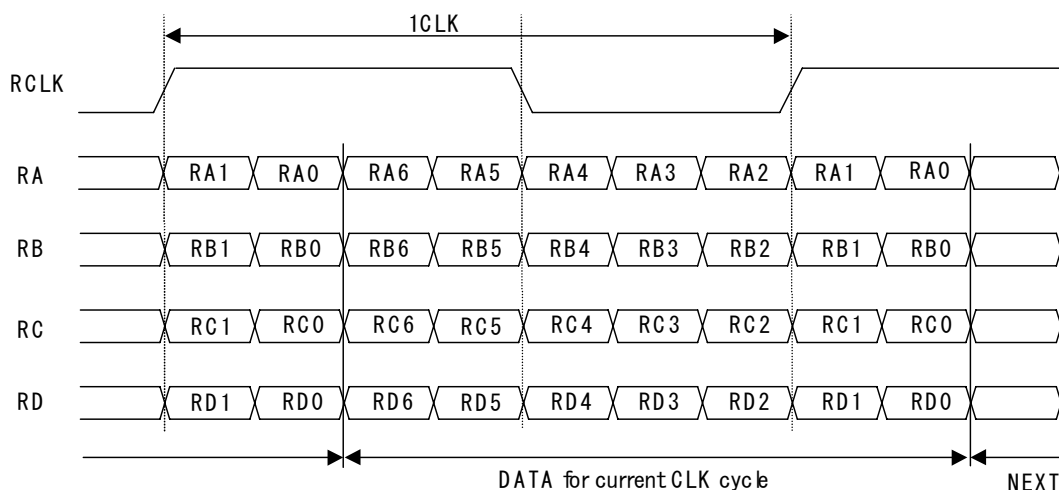 1CLK
RCLK
RA RA1 RA0 RA6 RA5 RA4 RA3 RA2 RA1 RA0
RB RB1 RB0 RB6 RB5 RB4 RB3 RB2 RB1 RB0
RC RC1 RC0 RC6 RC5 RC4 RC3 RC2 RC1 RC0
RD RD1 RD0 RD6 RD5 RD4 RD3 RD2 RD1 RD0
DATA for current CLK cycle NEXT